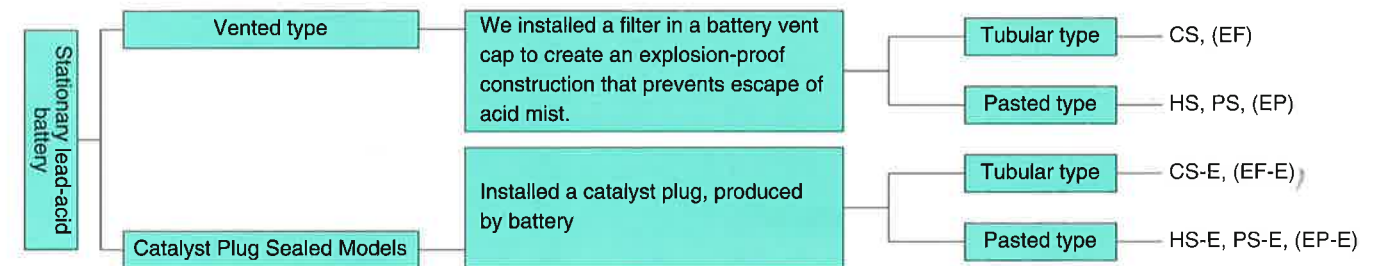 Stationary lead-acid
battery
Vented type
We installed a filter in a battery vent
cap to create an explosion-proof
construction that prevents escape of
acid mist.
Tubular type
CS, (EF)
Pasted type
HS, PS, (EP)
Catalyst Plug Sealed Models
Installed a catalyst plug, produced
by battery
Tubular type
CS-E, (EF-E)
Pasted type
HS-E, PS-E, (EP-E)